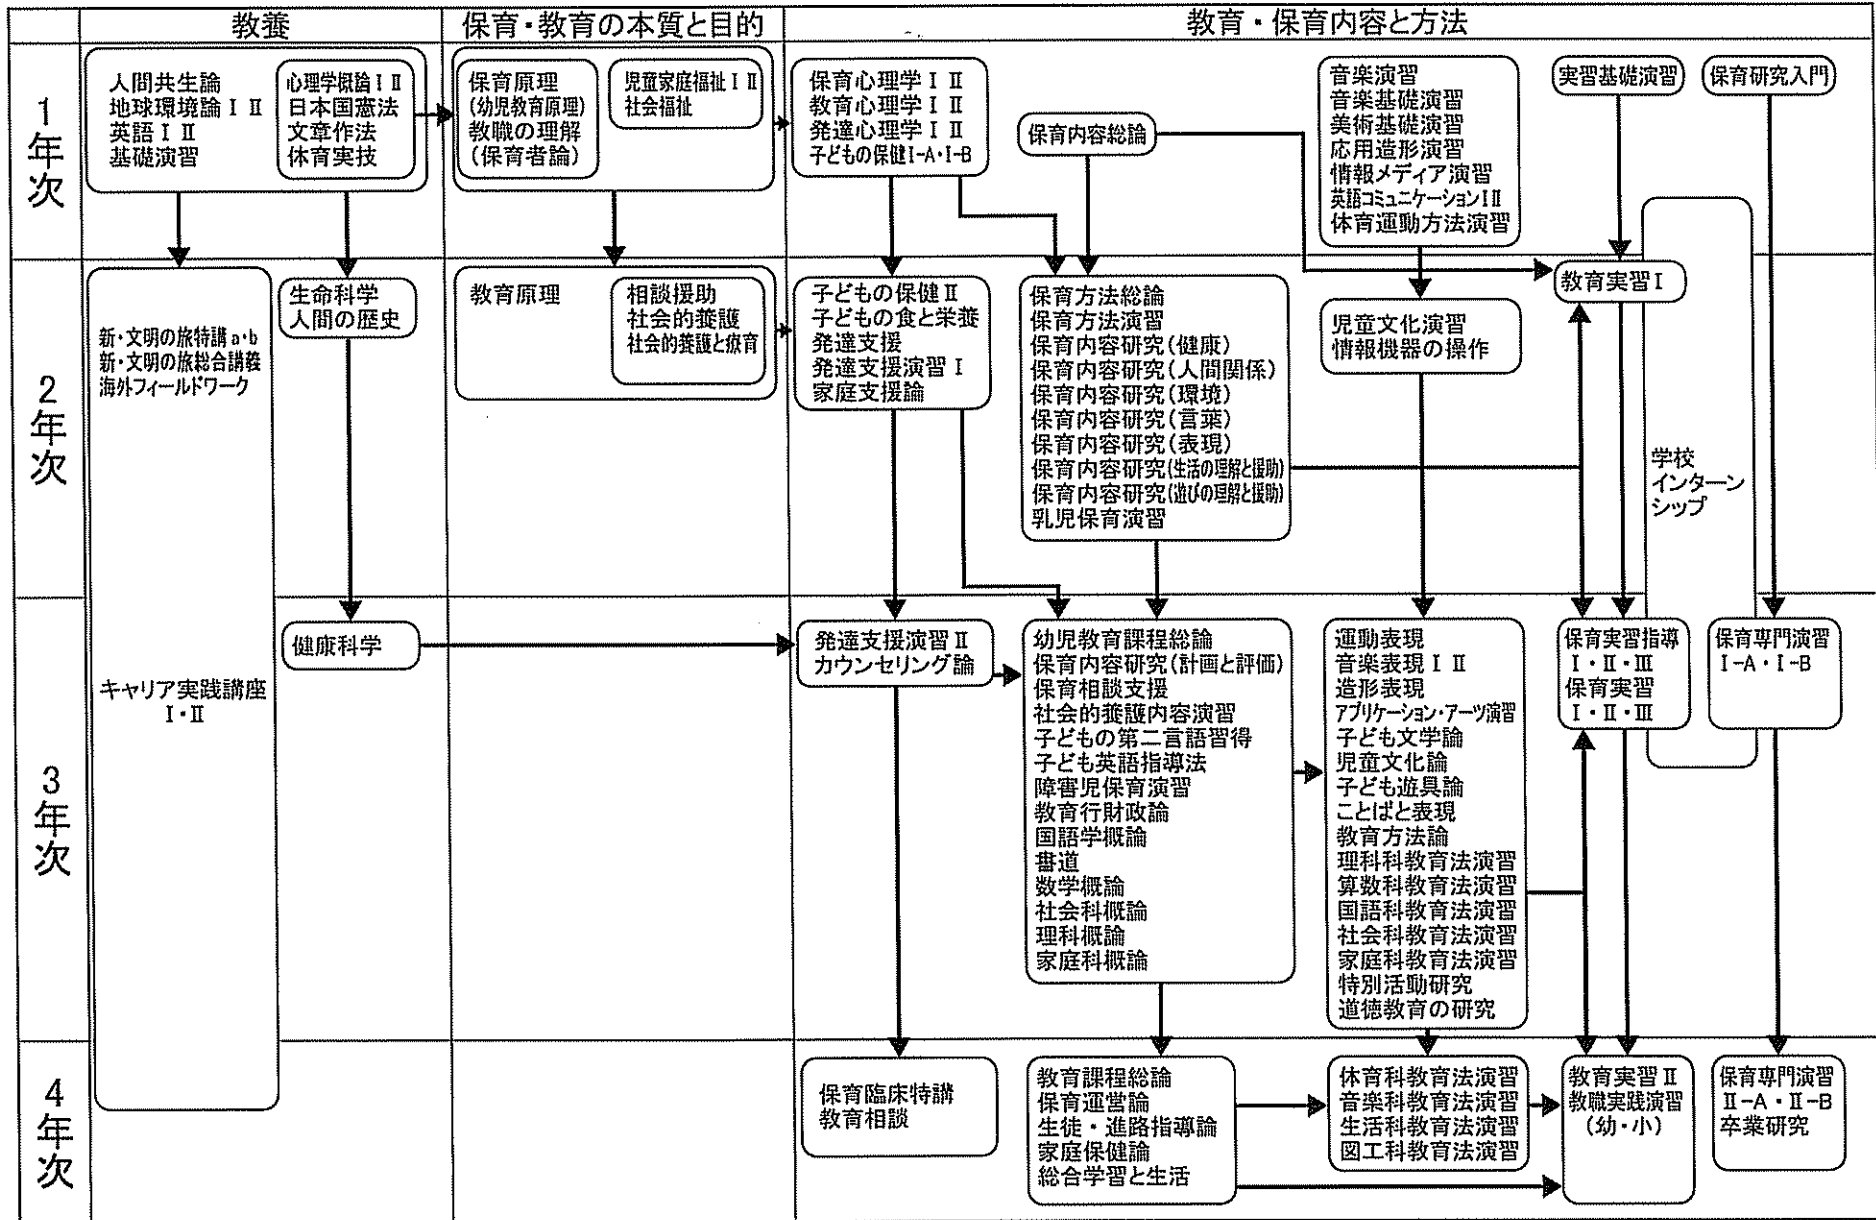 教養
保育・教育の本質と目的
教育・保育内容と方法
1年次
人間共生論
地球環境論ⅠⅡ
英語ⅠⅡ
基礎演習
心理学概論ⅠⅡ
日本国憲法
文章作法
体育実技
保育原理
(幼児教育原理)
教職の理解
(保育者論)
児童家庭福祉ⅠⅡ
社会福祉
保育心理学ⅠⅡ
教育心理学ⅠⅡ
発達心理学ⅠⅡ
子どもの保健Ⅰ-A・Ⅰ-B
保育内容総論
音楽演習
音楽基礎演習
美術基礎演習
応用造形演習
情報メディア演習
英語コミュニケーションⅠⅡ
体育運動方法演習
実習基礎演習
保育研究入門
2年次
新・文明の旅特講a・b
新・文明の旅総合講義
海外フィールドワーク
キャリア実践講座
Ⅰ・Ⅱ
生命科学
人間の歴史
教育原理
相談援助
社会的養護
社会的養護と療育
子どもの保健Ⅱ
子どもの食と栄養
発達支援
発達支援演習Ⅰ
家庭支援論
保育方法総論
保育方法演習
保育内容研究(健康)
保育内容研究(人間関係)
保育内容研究(環境)
保育内容研究(言葉)
保育内容研究(表現)
保育内容研究(生活の理解と援助)
保育内容研究(遊びの理解と援助)
乳児保育演習
児童文化演習
情報機器の操作
教育実習Ⅰ
学校
インターン
シップ
3年次
健康科学
発達支援演習Ⅱ
カウンセリング論
幼児教育課程総論
保育内容研究(計画と評価)
保育相談支援
社会的養護内容演習
子どもの第二言語習得
子ども英語指導法
障害児保育演習
教育行財政論
国語学概論
書道
数学概論
社会科概論
理科概論
家庭科概論
運動表現
音楽表現ⅠⅡ
造形表現
アプリケーション・アーツ演習
子ども文学論
児童文化論
子ども遊具論
ことばと表現
教育方法論
理科科教育法演習
算数科教育法演習
国語科教育法演習
社会科教育法演習
家庭科教育法演習
特別活動研究
道徳教育の研究
保育実習指導
Ⅰ・Ⅱ・Ⅲ
保育実習
Ⅰ・Ⅱ・Ⅲ
保育専門演習
Ⅰ-A・Ⅰ-B
4年次
保育臨床特講
教育相談
教育課程総論
保育運営論
生徒・進路指導論
家庭保健論
総合学習と生活
体育科教育法演習
音楽科教育法演習
生活科教育法演習
図工科教育法演習
教育実習Ⅱ
教職実践演習
(幼・小)
保育専門演習
Ⅱ-A・Ⅱ-B
卒業研究